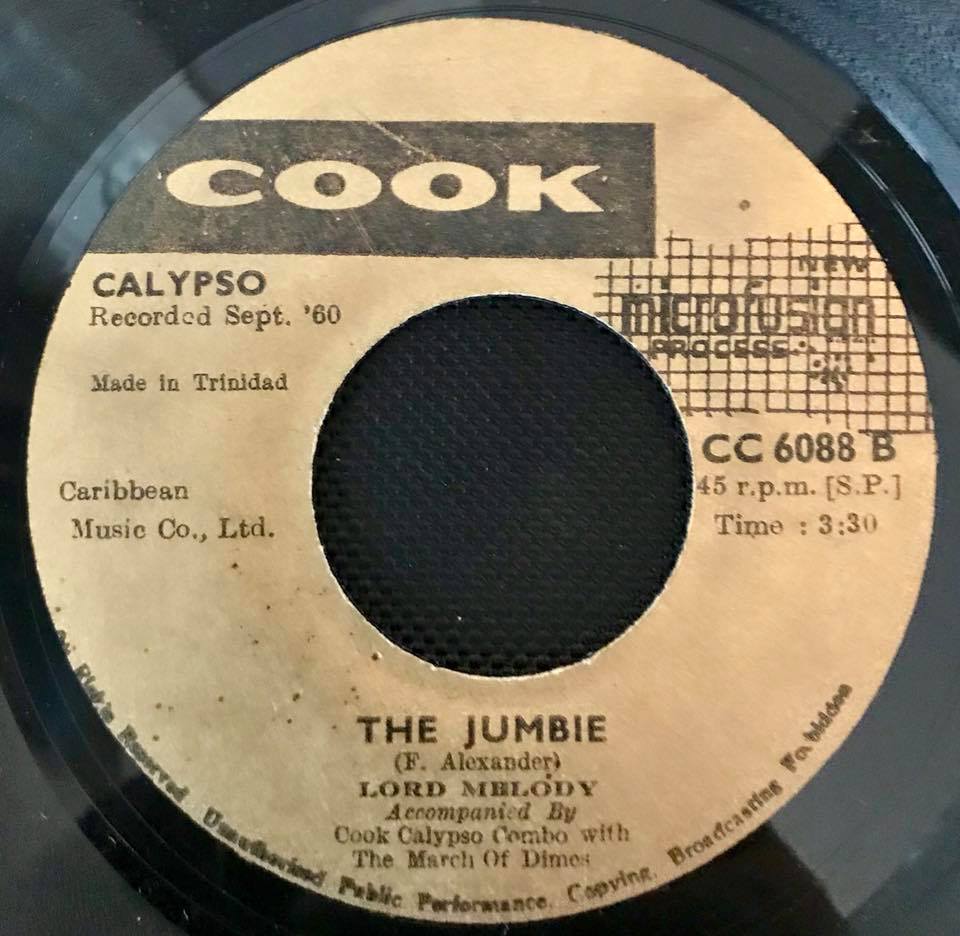 COOK
CALYPSO
Recorded Sept. '60
Made in Trinidad
Caribbean
Music Co., Ltd.
NEW
microfusion
PROCESS
CC 6088 B
45 r.p.m. [S.P.]
Time : 3:30
THE JUMBIE
(F. Alexander)
LORD MELODY
Accompanied By
Cook Calypso Combo with
The March Of Dimes
Rights Reserved Unauthorised Public Performance. Copying. Broadcasting Forbidden